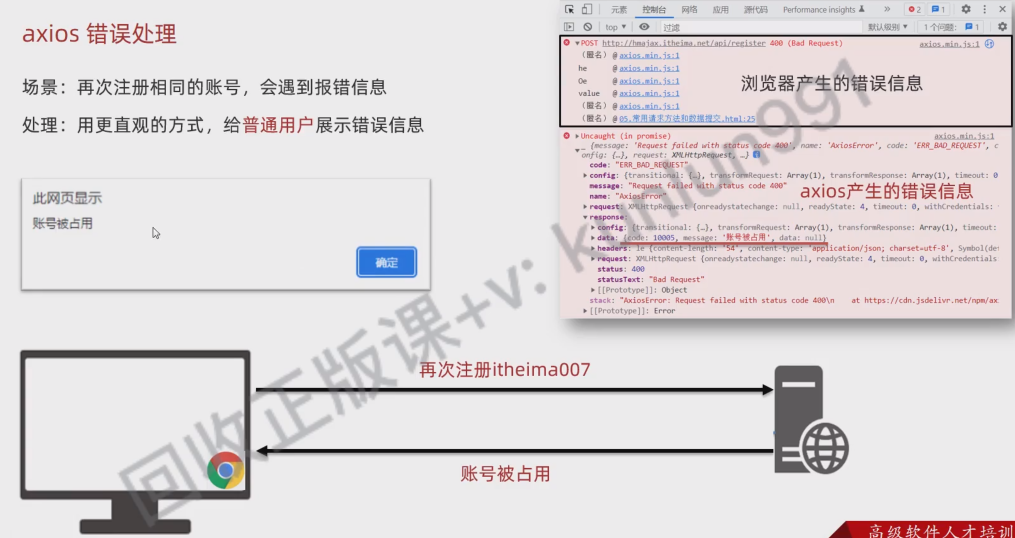 axios 错误处理
场景：再次注册相同的账号，会遇到报错信息
处理：用更直观的方式，给普通用户展示错误信息
此网页显示
账号被占用
确定
元素 控制台 网络 应用 源代码 Performance insights » 2 1
top 过滤 默认级别 1 个问题: 1
POST http://hmajax.itheima.net/api/register 400 (Bad Request) axios.min.js:1
(匿名) @ axios.min.js:1
he @ axios.min.js:1
Oe @ axios.min.js:1
value @ axios.min.js:1
(匿名) @ axios.min.js:1
(匿名) @ 05.常用请求方法和数据提交.html:25
浏览器产生的错误信息
Uncaught (in promise) axios.min.js:1
{message: 'Request failed with status code 400', name: 'AxiosError', code: 'ERR_BAD_REQUEST', c
onfig: {…}, request: XMLHttpRequest, …}
code: "ERR_BAD_REQUEST"
config: {transitional: {…}, transformRequest: Array(1), transformResponse: Array(1), timeout: 0
message: "Request failed with status code 400"
name: "AxiosError"
axios产生的错误信息
request: XMLHttpRequest {onreadystatechange: null, readyState: 4, timeout: 0, withCredentials:
response:
config: {transitional: {…}, transformRequest: Array(1), transformResponse: Array(1), timeout:
data: {code: 10005, message: '账号被占用', data: null}
headers: le {content-length: '54', content-type: 'application/json; charset=utf-8', Symbol(de
request: XMLHttpRequest {onreadystatechange: null, readyState: 4, timeout: 0, withCredentials
status: 400
statusText: "Bad Request"
[[Prototype]]: Object
stack: "AxiosError: Request failed with status code 400\n at https://cdn.jsdelivr.net/npm/ax
[[Prototype]]: Error
再次注册itheima007
账号被占用
回收正版课+v: kunlun991
高级软件人才培训